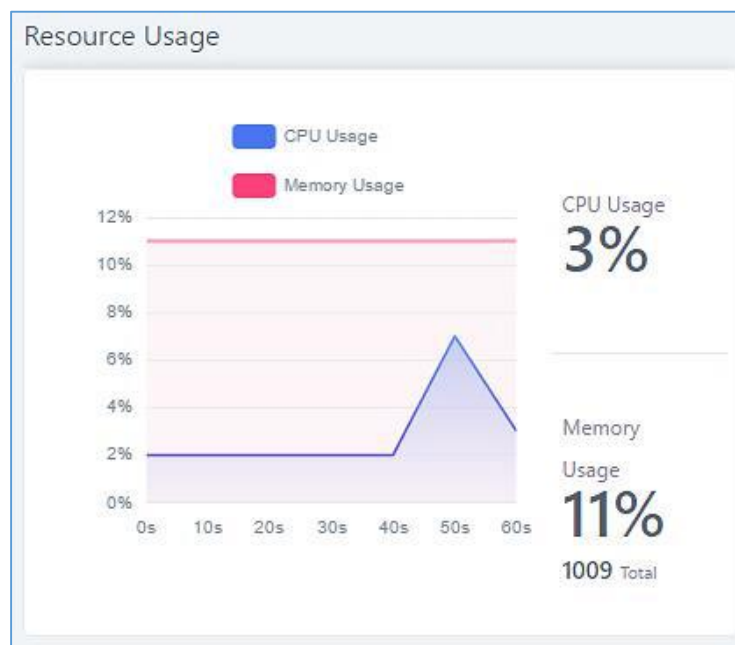 Resource Usage
CPU Usage
Memory Usage
12%
10%
8%
6%
4%
2%
0%
0s 10s 20s 30s 40s 50s 60s
CPU Usage
3%
Memory
Usage
11%
1009 Total